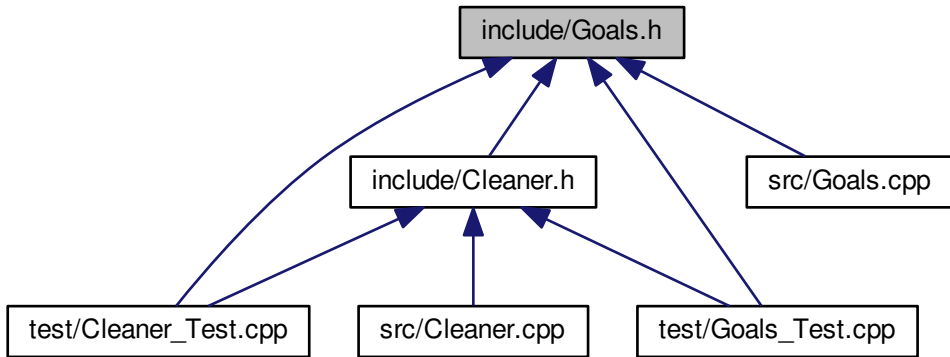 include/Goals.h
include/Cleaner.h
src/Goals.cpp
test/Cleaner_Test.cpp
src/Cleaner.cpp
test/Goals_Test.cpp